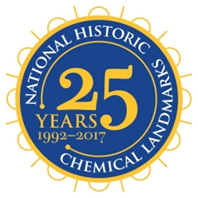 NATIONAL HISTORIC
25
YEARS
1992–2017
CHEMICAL LANDMARKS